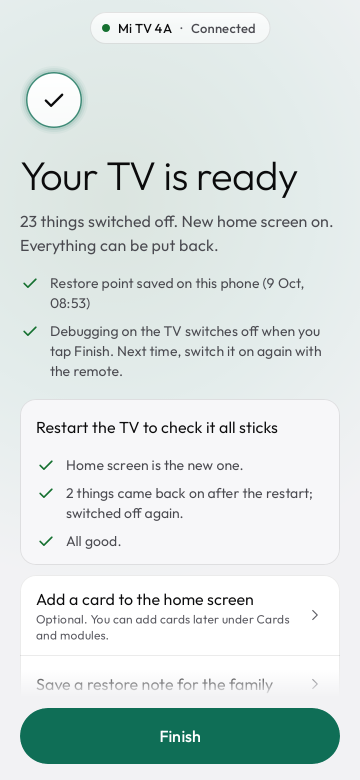 Mi TV 4A · Connected
Your TV is ready
23 things switched off. New home screen on.
Everything can be put back.
Restore point saved on this phone (9 Oct,
08:53)
Debugging on the TV switches off when you
tap Finish. Next time, switch it on again with
the remote.
Restart the TV to check it all sticks
Home screen is the new one.
2 things came back on after the restart;
switched off again.
All good.
Add a card to the home screen
Optional. You can add cards later under Cards
and modules.
Save a restore note for the family
Finish